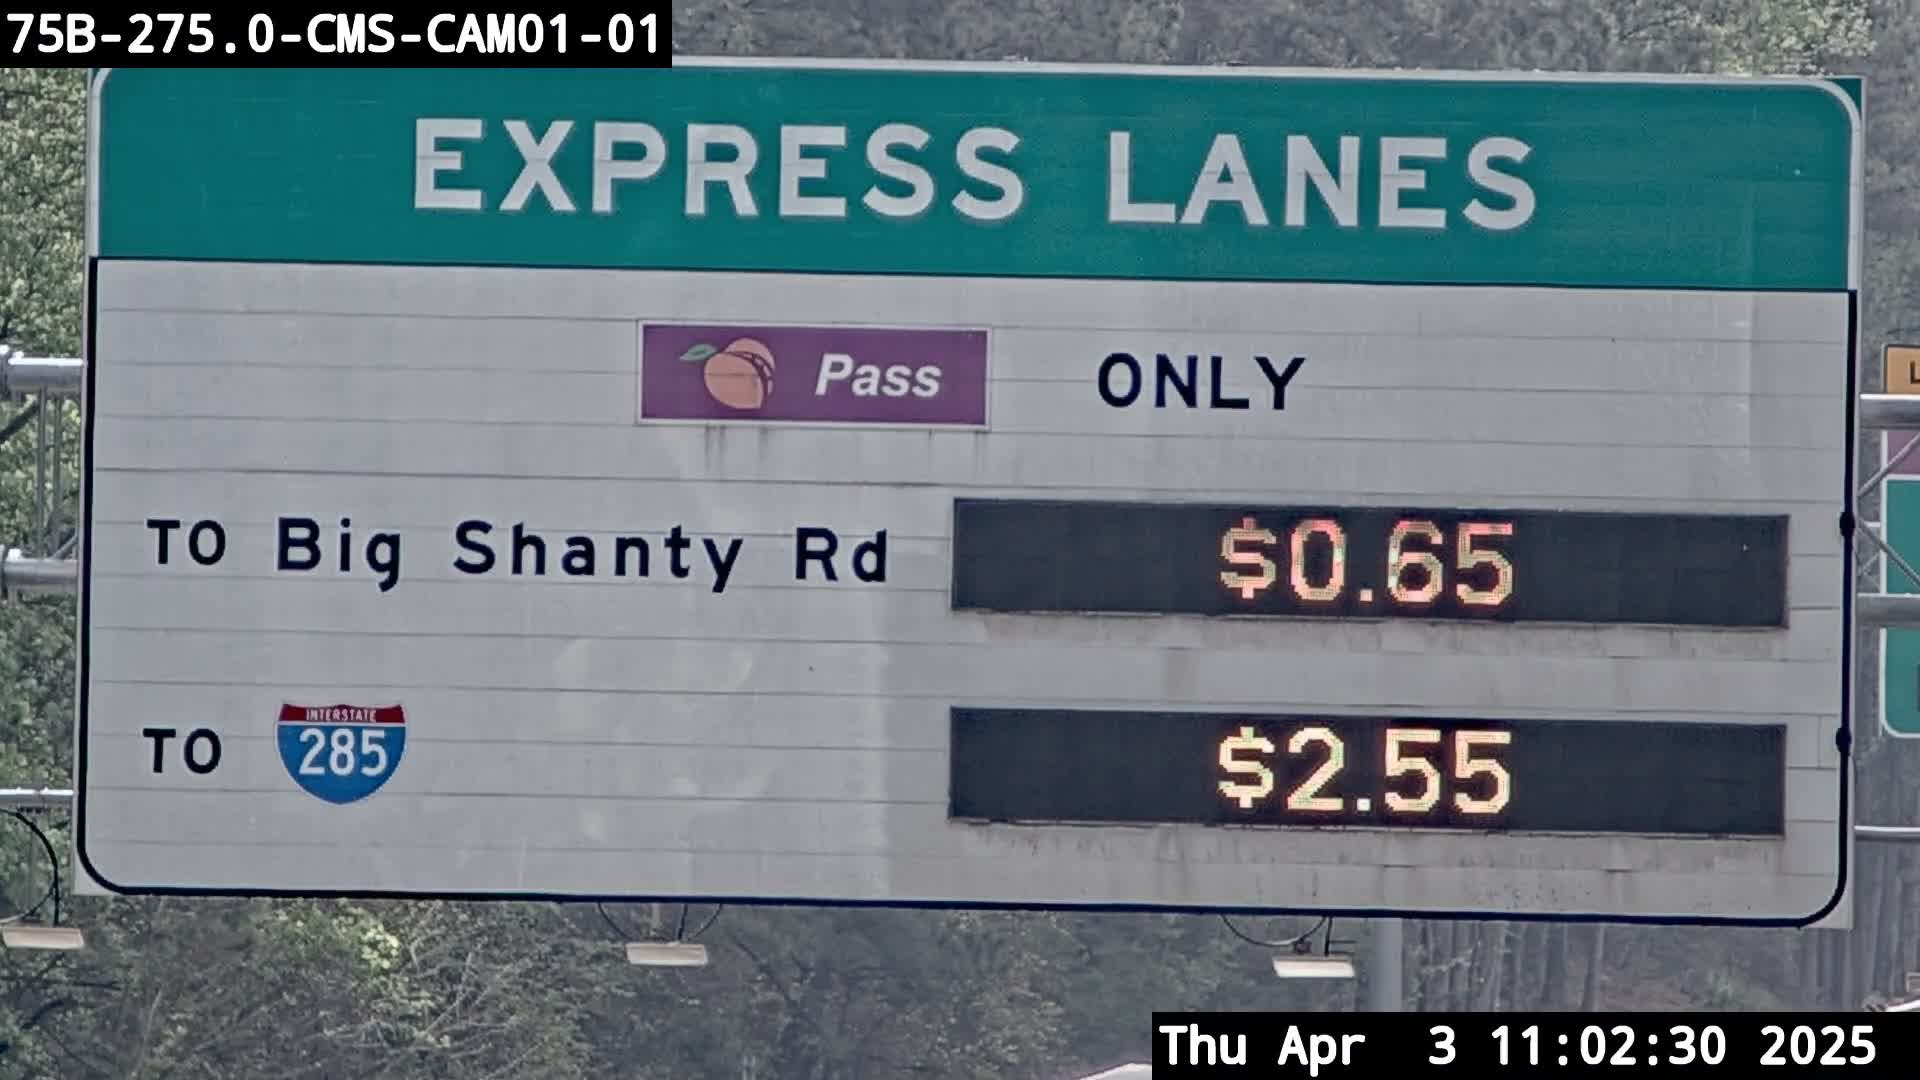 75B-275.0-CMS-CAM01-01
EXPRESS LANES
Pass ONLY
TO Big Shanty Rd $0.65
TO INTERSTATE 285 $2.55
Thu Apr 3 11:02:30 2025